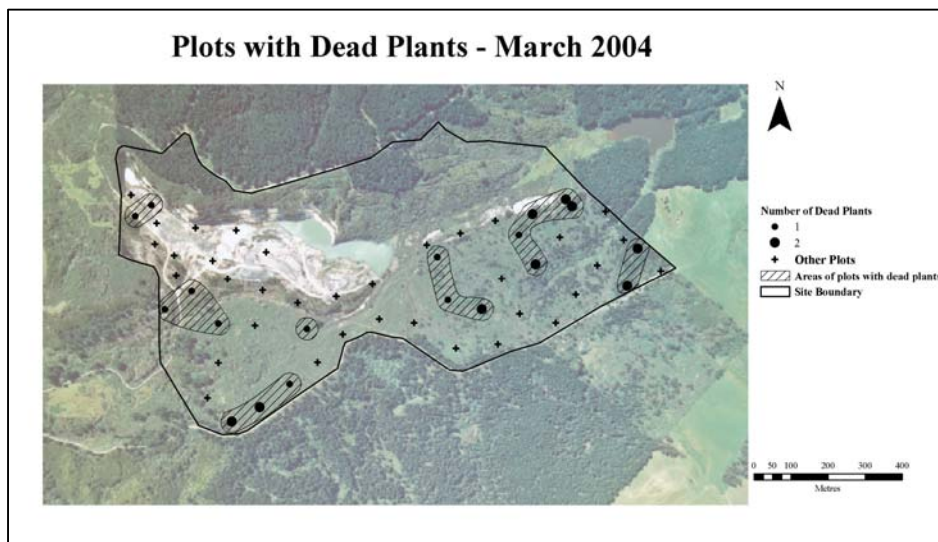 Plots with Dead Plants - March 2004
N
Number of Dead Plants
1
2
Other Plots
Areas of plots with dead plants
Site Boundary
0 50 100 200 300 400
Metres